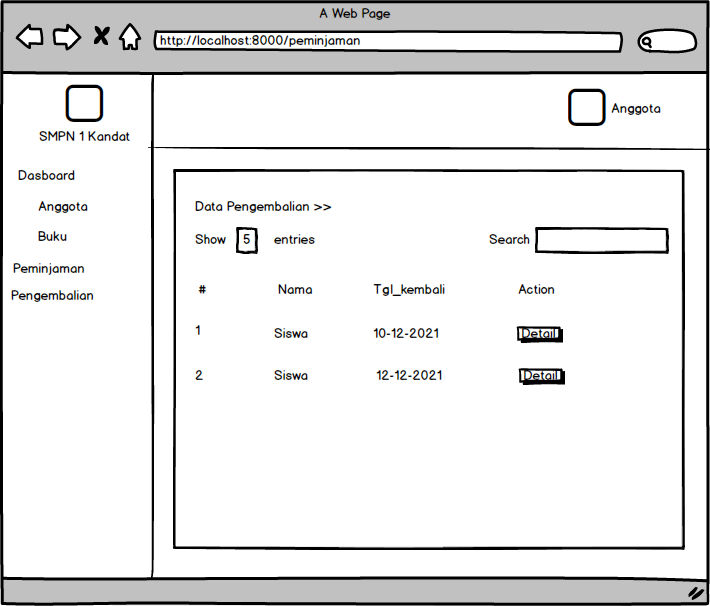 A Web Page
http://localhost:8000/peminjaman
SMPN 1 Kandat
Anggota
Dasboard
Anggota
Buku
Peminjaman
Pengembalian
Data Pengembalian >>
Show 5 entries Search
# Nama Tgl_kembali Action
1 Siswa 10-12-2021 Detail
2 Siswa 12-12-2021 Detail